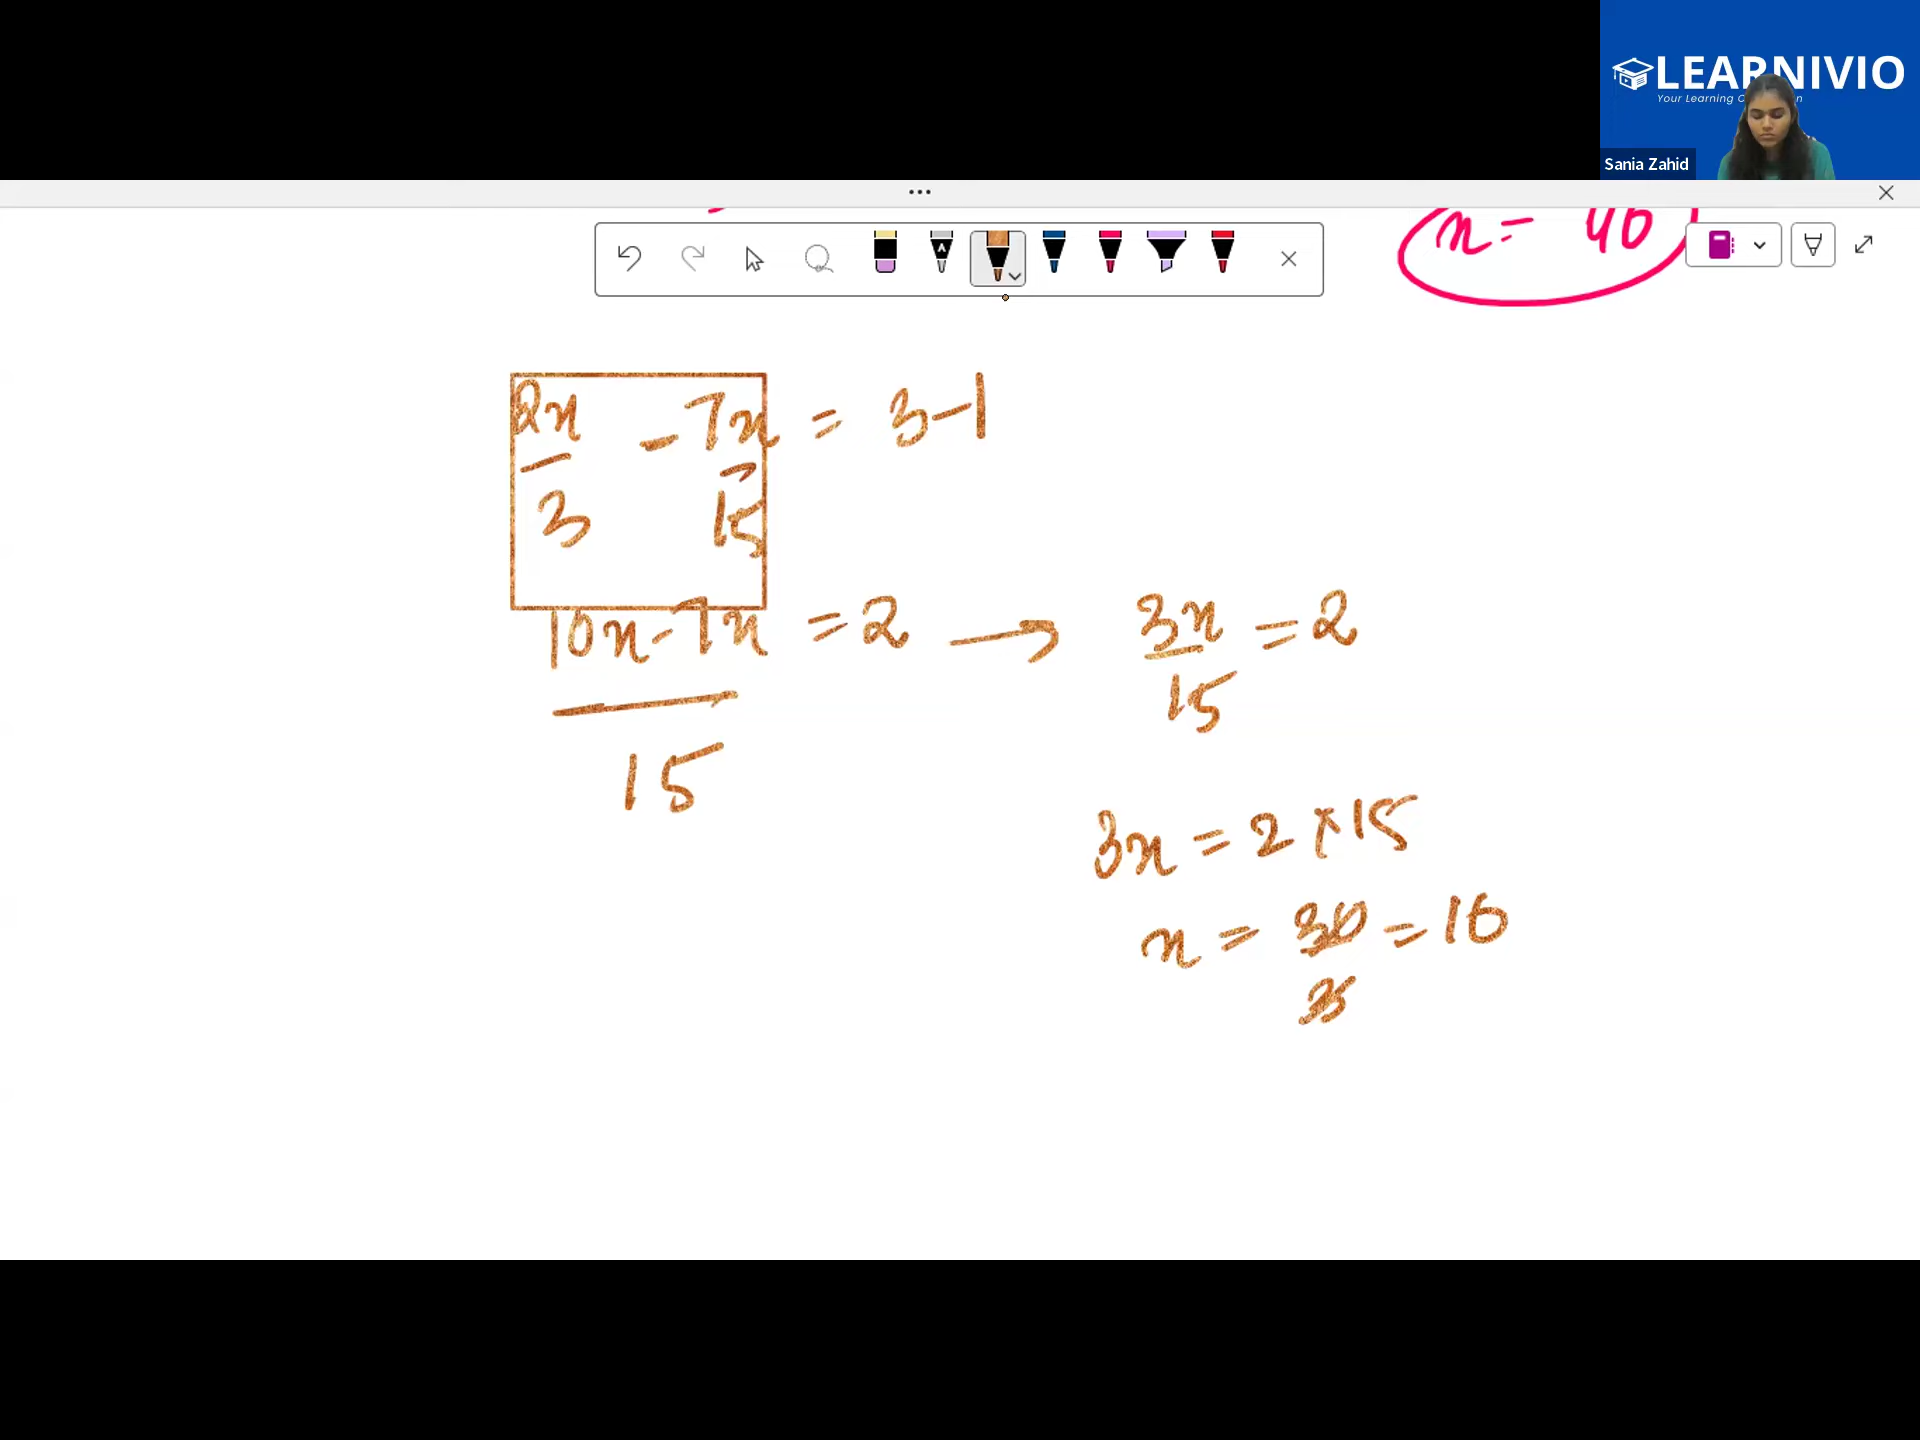 LEARNIVIO
Your Learning C n
Sania Zahid
x = 40
2x/3 - 7x/15 = 3-1
10x-7x/15 = 2 → 3x/15 = 2
3x = 2 × 15
x = 30/3 = 10